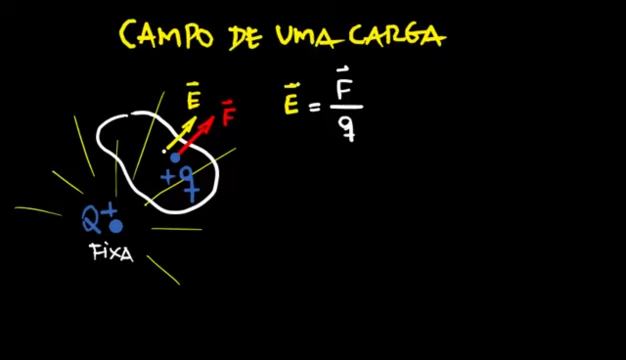 CAMPO DE UMA CARGA
E⃗ F⃗
E⃗ = F⃗/q
+q
+
Q+
FIXA